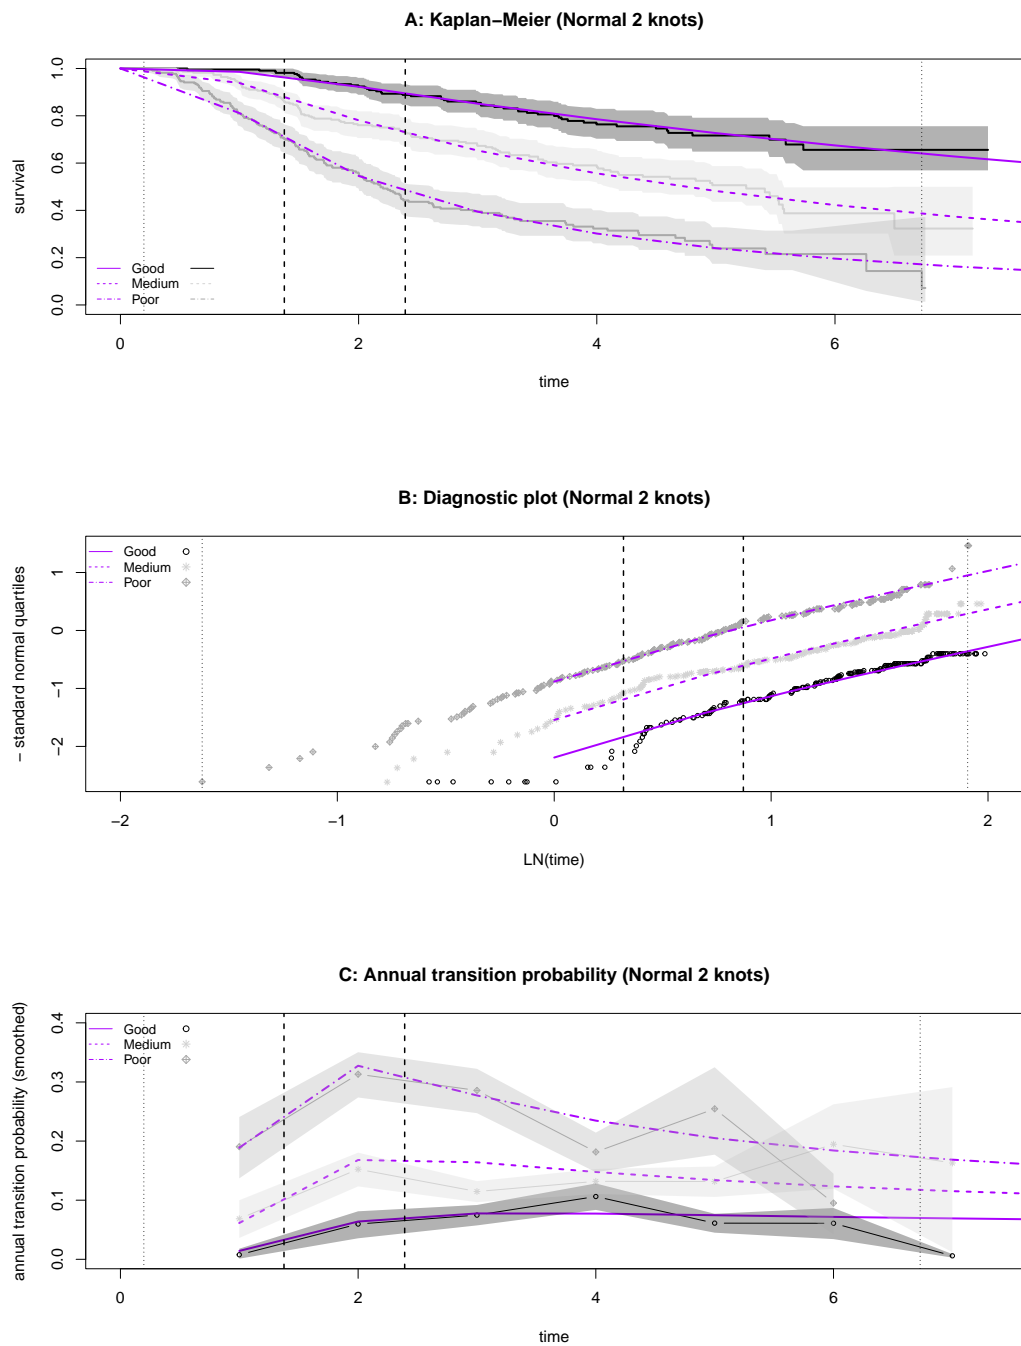 A: Kaplan−Meier (Normal 2 knots)
survival
1.0
0.8
0.6
0.4
0.2
0.0
Good
Medium
Poor
0 2 4 6
time
B: Diagnostic plot (Normal 2 knots)
− standard normal quartiles
1
0
−1
−2
Good
Medium
Poor
−2 −1 0 1 2
LN(time)
C: Annual transition probability (Normal 2 knots)
annual transition probability (smoothed)
0.4
0.3
0.2
0.1
0.0
Good
Medium
Poor
0 2 4 6
time